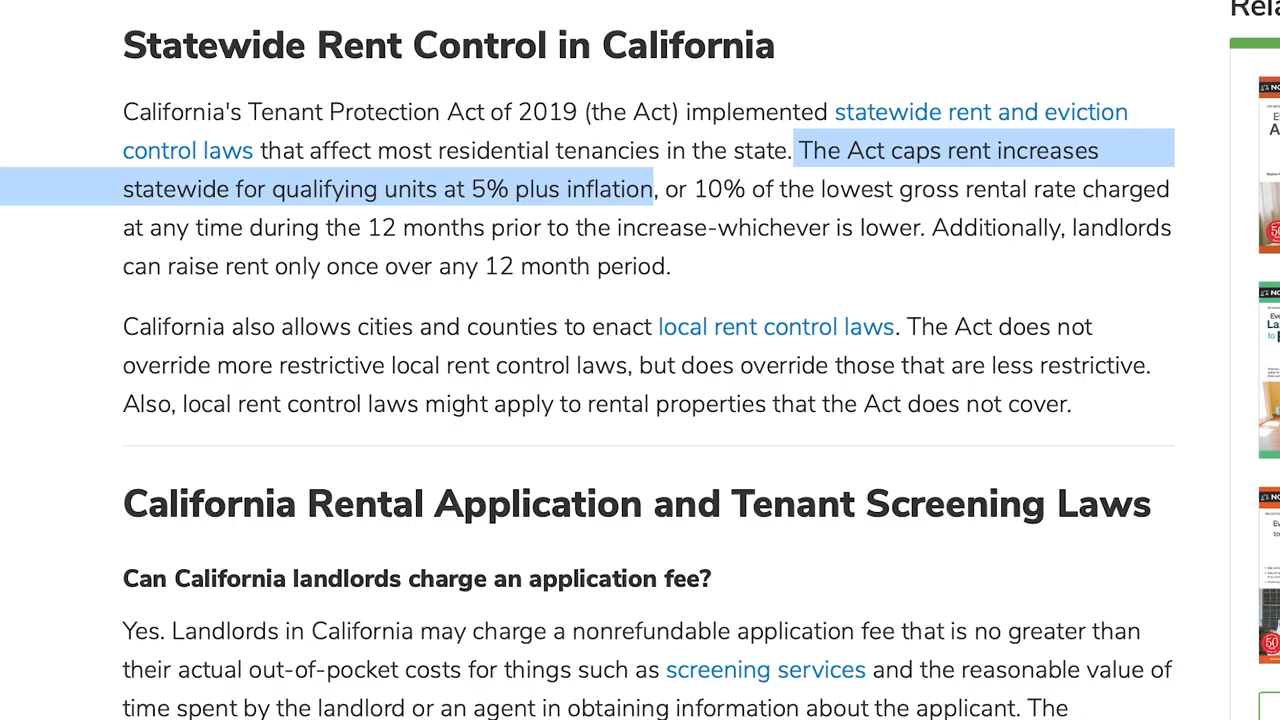 Rela
Statewide Rent Control in California
California's Tenant Protection Act of 2019 (the Act) implemented statewide rent and eviction
control laws that affect most residential tenancies in the state. The Act caps rent increases
statewide for qualifying units at 5% plus inflation, or 10% of the lowest gross rental rate charged
at any time during the 12 months prior to the increase-whichever is lower. Additionally, landlords
can raise rent only once over any 12 month period.
California also allows cities and counties to enact local rent control laws. The Act does not
override more restrictive local rent control laws, but does override those that are less restrictive.
Also, local rent control laws might apply to rental properties that the Act does not cover.
California Rental Application and Tenant Screening Laws
Can California landlords charge an application fee?
Yes. Landlords in California may charge a nonrefundable application fee that is no greater than
their actual out-of-pocket costs for things such as screening services and the reasonable value of
time spent by the landlord or an agent in obtaining information about the applicant. The